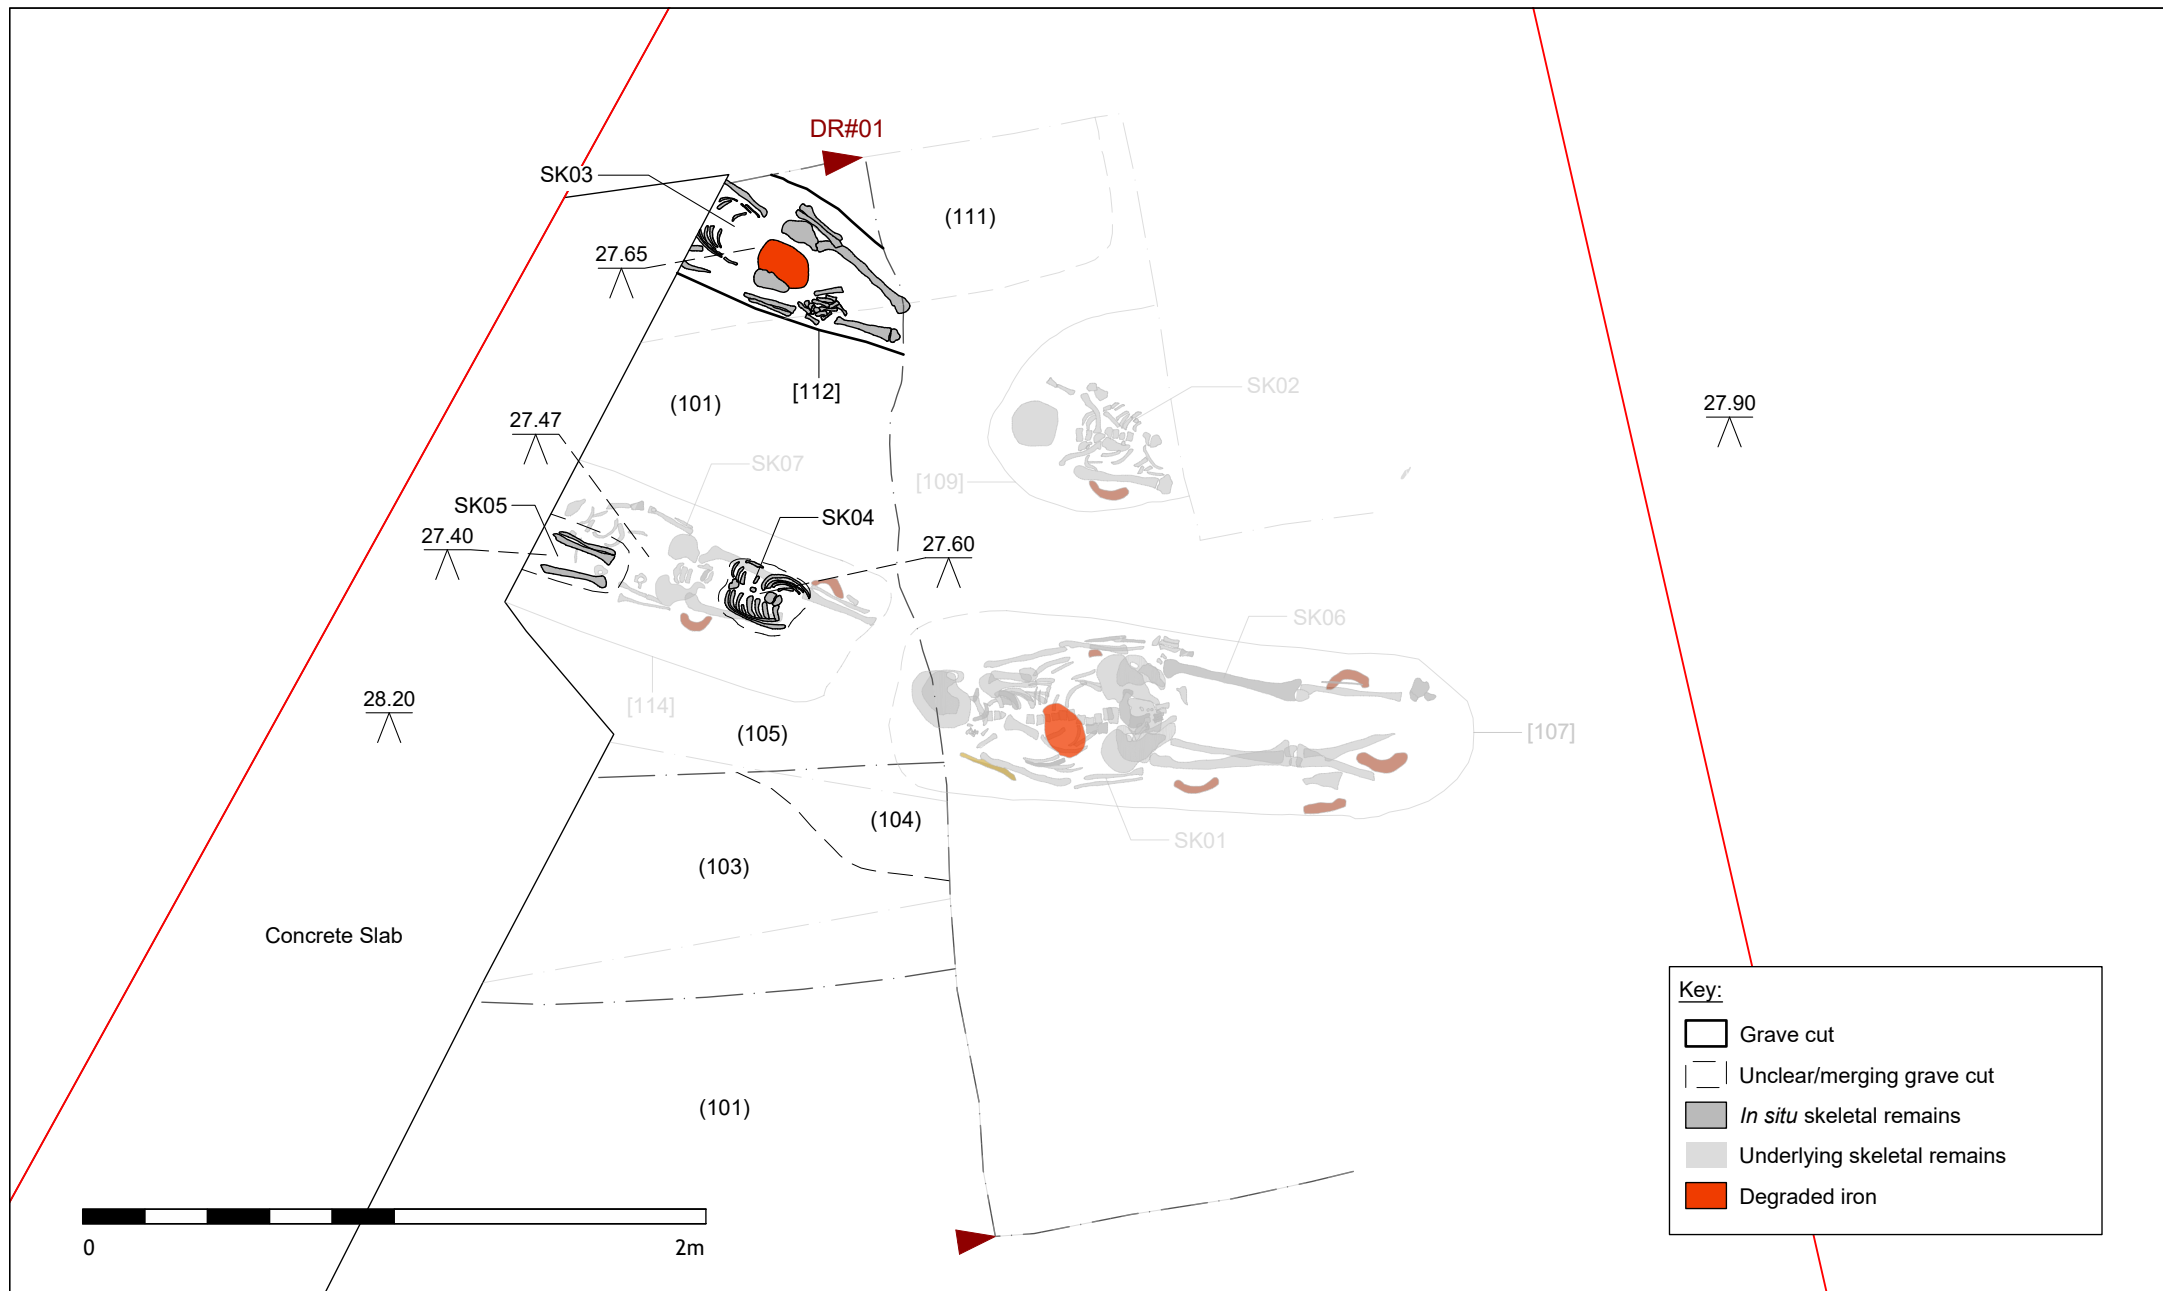 DR#01
SK03
(111)
27.65
SK02
[112]
(101)
27.90
27.47
SK07
[109]
SK05
SK04
27.40
27.60
SK06
28.20
[114]
(105)
[107]
(104)
SK01
(103)
Concrete Slab
Key:
Grave cut
Unclear/merging grave cut
In situ skeletal remains
Underlying skeletal remains
Degraded iron
(101)
0 2m